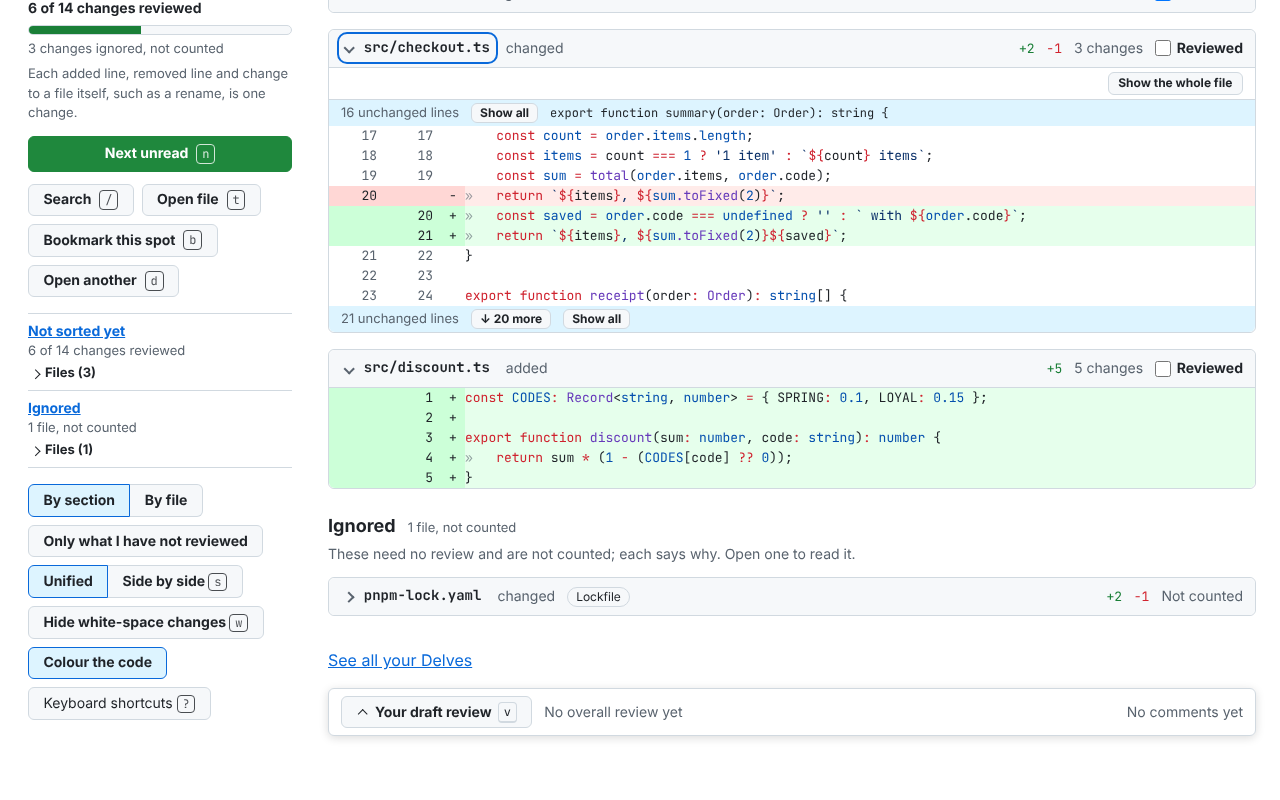 6 of 14 changes reviewed
3 changes ignored, not counted
Each added line, removed line and change
to a file itself, such as a rename, is one
change.
Next unread n
Search / Open file t
Bookmark this spot b
Open another d
Not sorted yet
6 of 14 changes reviewed
Files (3)
Ignored
1 file, not counted
Files (1)
By section By file
Only what I have not reviewed
Unified Side by side s
Hide white-space changes w
Colour the code
Keyboard shortcuts ?
src/checkout.ts changed +2 -1 3 changes Reviewed
Show the whole file
16 unchanged lines Show all export function summary(order: Order): string {
17 17 const count = order.items.length;
18 18 const items = count === 1 ? '1 item' : `${count} items`;
19 19 const sum = total(order.items, order.code);
20 - » return `${items}, ${sum.toFixed(2)}`;
20 + » const saved = order.code === undefined ? '' : ` with ${order.code}`;
21 + » return `${items}, ${sum.toFixed(2)}${saved}`;
21 22 }
22 23
23 24 export function receipt(order: Order): string[] {
21 unchanged lines ↓ 20 more Show all
src/discount.ts added +5 5 changes Reviewed
1 + const CODES: Record<string, number> = { SPRING: 0.1, LOYAL: 0.15 };
2 +
3 + export function discount(sum: number, code: string): number {
4 + » return sum * (1 - (CODES[code] ?? 0));
5 + }
Ignored 1 file, not counted
These need no review and are not counted; each says why. Open one to read it.
pnpm-lock.yaml changed Lockfile +2 -1 Not counted
See all your Delves
Your draft review v No overall review yet No comments yet